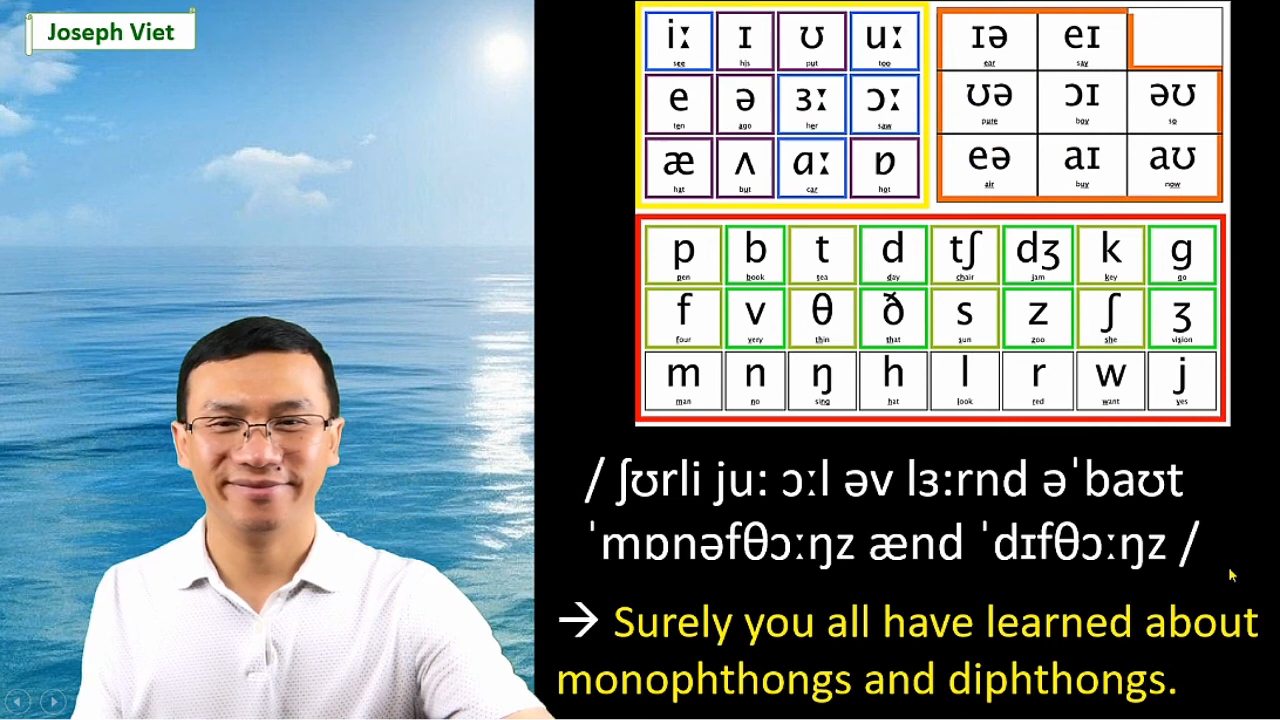 Joseph Viet
iː ɪ ʊ uː
see his put too
e ə ɜː ɔː
ten ago her saw
æ ʌ ɑː ɒ
hat but car hot
ɪə eɪ
ear say
ʊə ɔɪ əʊ
pure boy so
eə aɪ aʊ
air buy now
p b t d tʃ dʒ k g
pen book tea day chair jam key go
f v θ ð s z ʃ ʒ
four very thin that sun zoo she vision
m n ŋ h l r w j
man no sing hat look red want yes
/ ʃʊrli ju: ɔːl əv lɜ:rnd əˈbaʊt
ˈmɒnəfθɔːŋz ænd ˈdɪfθɔːŋz /
→ Surely you all have learned about
monophthongs and diphthongs.